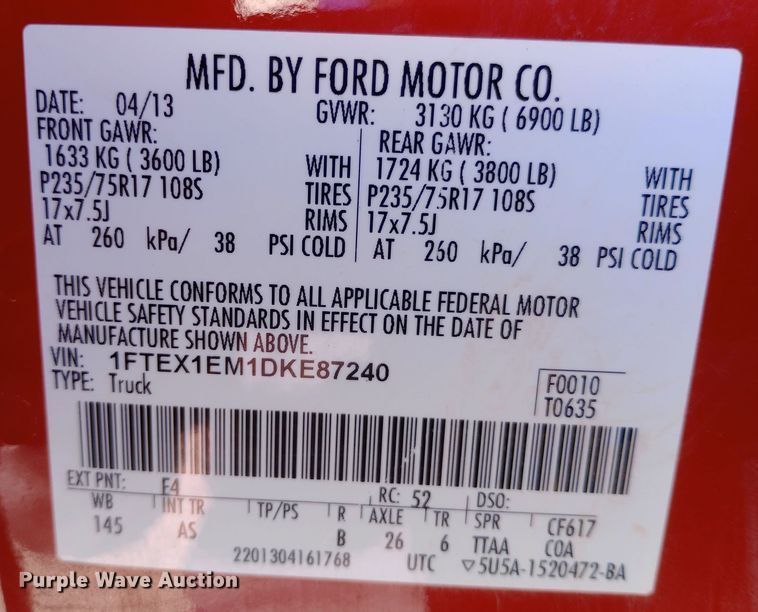 MFD. BY FORD MOTOR CO.
DATE: 04/13 GVWR: 3130 KG ( 6900 LB)
FRONT GAWR: REAR GAWR:
1633 KG ( 3600 LB) WITH 1724 KG ( 3800 LB) WITH
P235/75R17 108S TIRES P235/75R17 108S TIRES
17x7.5J RIMS 17x7.5J RIMS
AT 260 kPa/ 38 PSI COLD AT 260 kPa/ 38 PSI COLD
THIS VEHICLE CONFORMS TO ALL APPLICABLE FEDERAL MOTOR
VEHICLE SAFETY STANDARDS IN EFFECT ON THE DATE OF
MANUFACTURE SHOWN ABOVE.
VIN: 1FTEX1EM1DKE87240
TYPE: Truck
F0010
T0635
EXT PNT: F4 RC: 52 DSO:
WB INT TR TP/PS R AXLE TR SPR CF617
145 AS B 26 6 TTAA COA
2201304161768 UTC ▽5U5A-1520472-BA
Purple Wave Auction